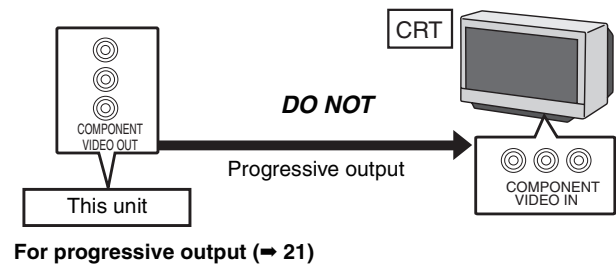 CRT
DO NOT
COMPONENT
VIDEO OUT
Progressive output
COMPONENT
VIDEO IN
This unit
For progressive output (➡ 21)